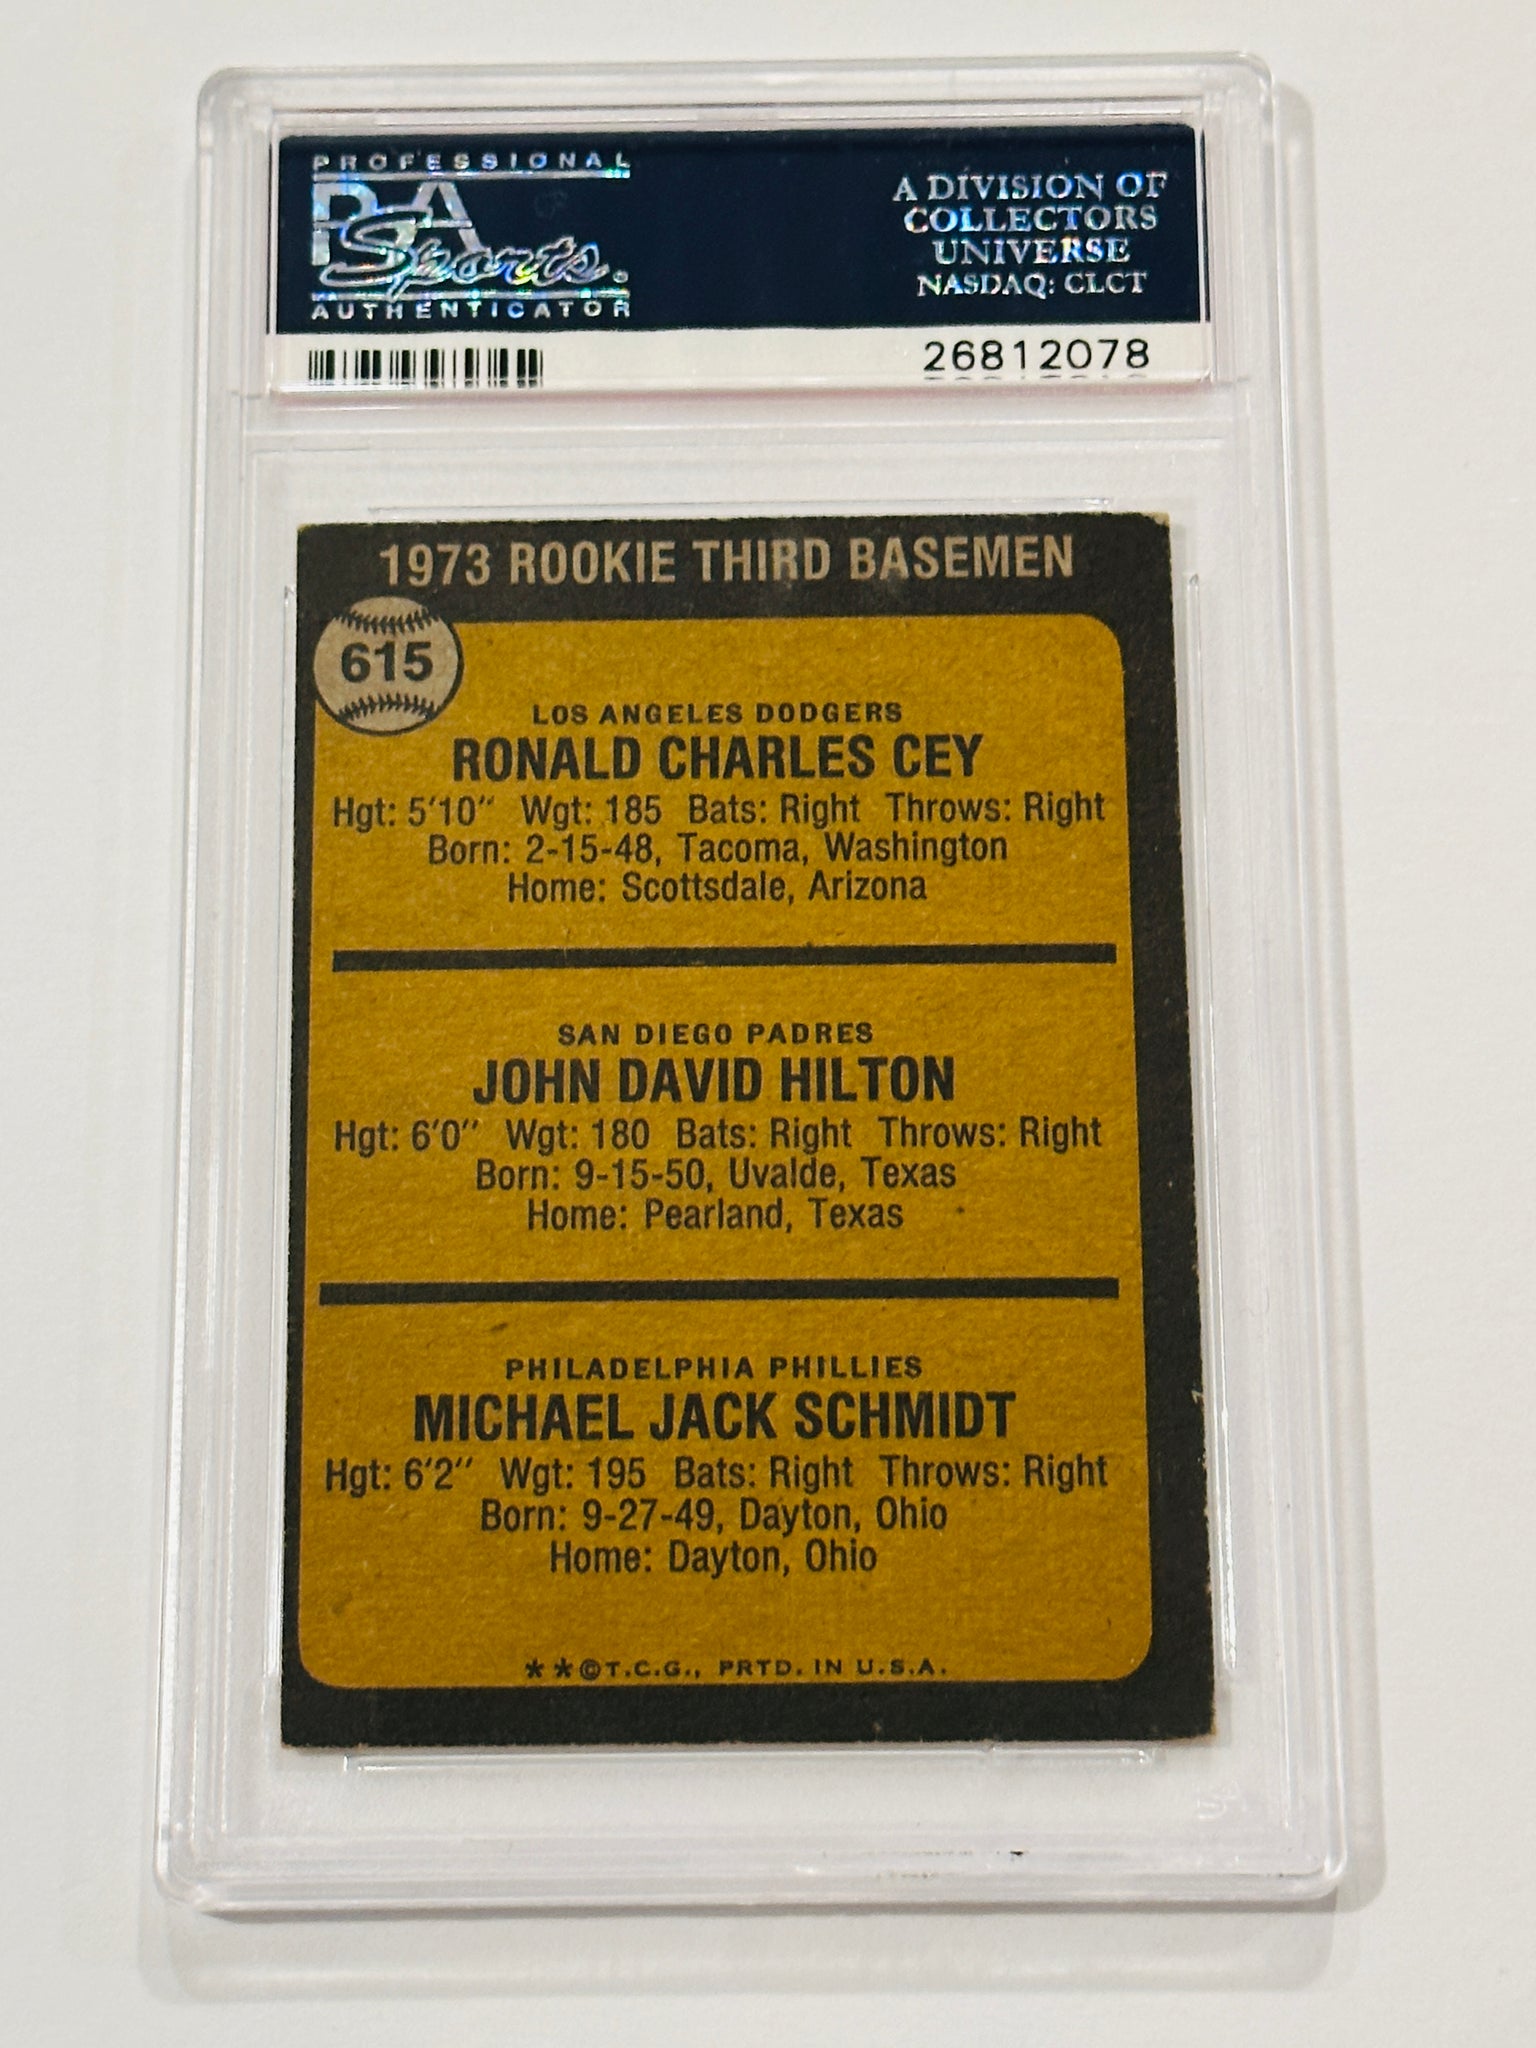 PROFESSIONAL
PSA
Sports
AUTHENTICATOR
A DIVISION OF
COLLECTORS
UNIVERSE
NASDAQ: CLCT
26812078
1973 ROOKIE THIRD BASEMEN
615
LOS ANGELES DODGERS
RONALD CHARLES CEY
Hgt: 5'10" Wgt: 185 Bats: Right Throws: Right
Born: 2-15-48, Tacoma, Washington
Home: Scottsdale, Arizona
SAN DIEGO PADRES
JOHN DAVID HILTON
Hgt: 6'0" Wgt: 180 Bats: Right Throws: Right
Born: 9-15-50, Uvalde, Texas
Home: Pearland, Texas
PHILADELPHIA PHILLIES
MICHAEL JACK SCHMIDT
Hgt: 6'2" Wgt: 195 Bats: Right Throws: Right
Born: 9-27-49, Dayton, Ohio
Home: Dayton, Ohio
**©T.C.G., PRTD. IN U.S.A.